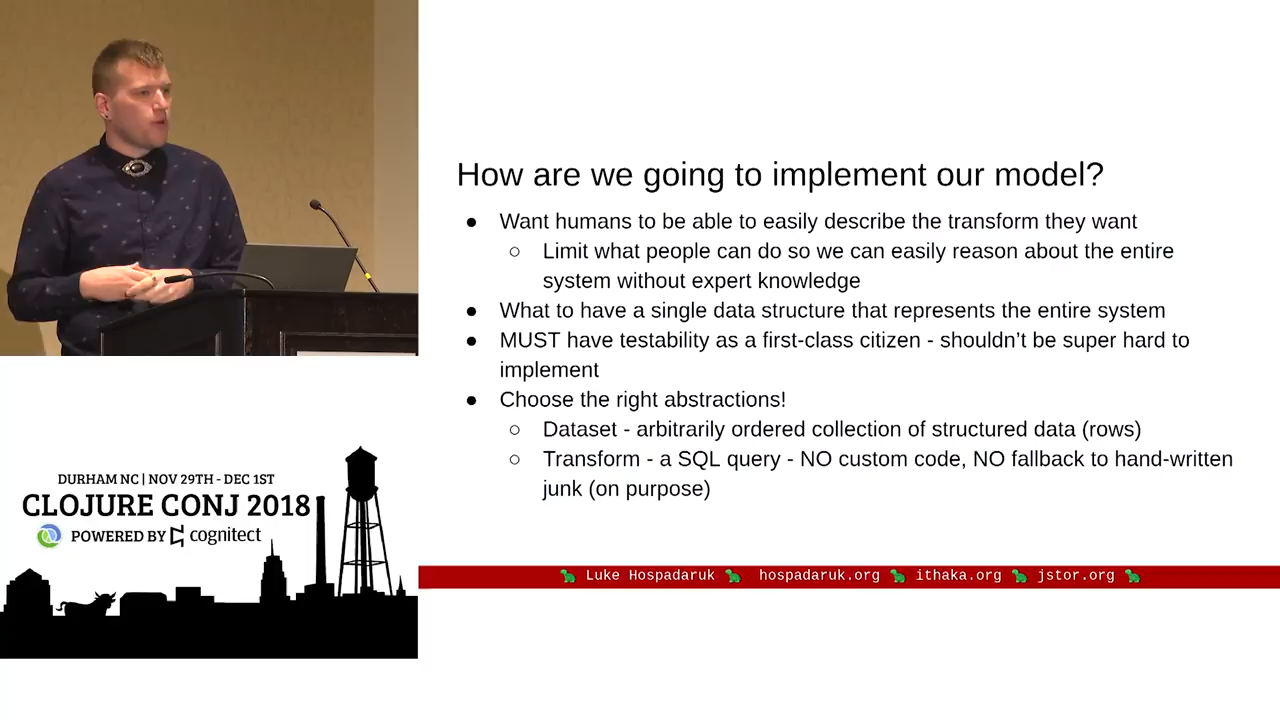 How are we going to implement our model?
● Want humans to be able to easily describe the transform they want
○ Limit what people can do so we can easily reason about the entire
system without expert knowledge
● What to have a single data structure that represents the entire system
● MUST have testability as a first-class citizen - shouldn't be super hard to
implement
● Choose the right abstractions!
○ Dataset - arbitrarily ordered collection of structured data (rows)
○ Transform - a SQL query - NO custom code, NO fallback to hand-written
junk (on purpose)
DURHAM NC | NOV 29TH - DEC 1ST
CLOJURE CONJ 2018
POWERED BY cognitect
🦕 Luke Hospadaruk 🦕 hospadaruk.org 🦕 ithaka.org 🦕 jstor.org 🦕